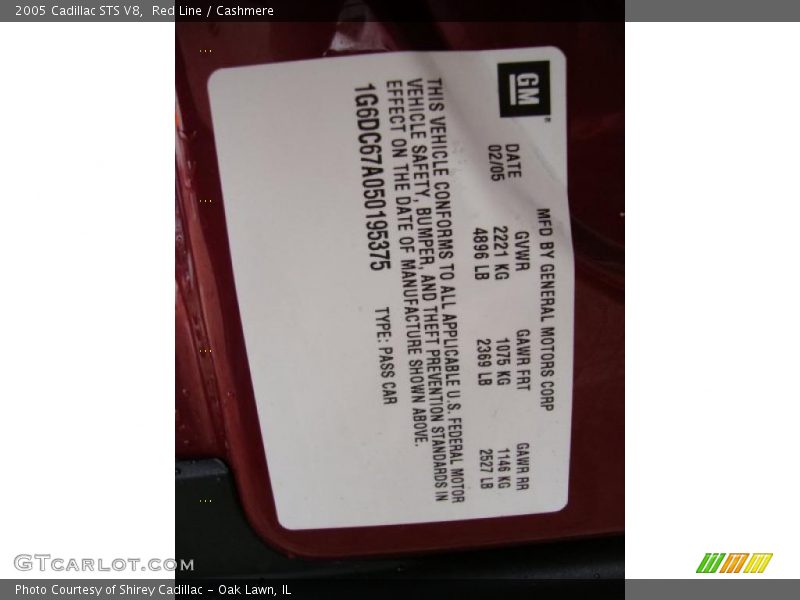 2005 Cadillac STS V8,  Red Line / Cashmere
GM®
MFD BY GENERAL MOTORS CORP
DATE GVWR GAWR FRT GAWR RR
02/05 2221 KG 1075 KG 1146 KG
4896 LB 2369 LB 2527 LB
THIS VEHICLE CONFORMS TO ALL APPLICABLE U.S. FEDERAL MOTOR
VEHICLE SAFETY, BUMPER, AND THEFT PREVENTION STANDARDS IN
EFFECT ON THE DATE OF MANUFACTURE SHOWN ABOVE.
1G6DC67A050195375 TYPE: PASS CAR
GTCarLot.com
Photo Courtesy of Shirey Cadillac - Oak Lawn, IL